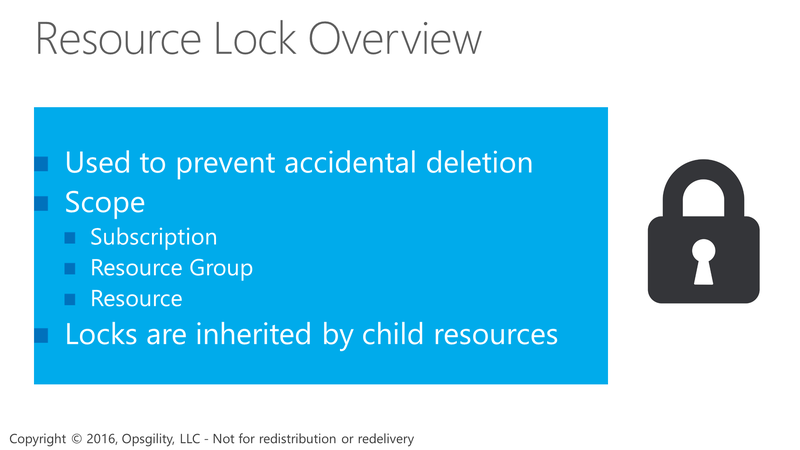 Resource Lock Overview
Used to prevent accidental deletion
Scope
Subscription
Resource Group
Resource
Locks are inherited by child resources
Copyright © 2016, Opsgility, LLC - Not for redistribution or redelivery